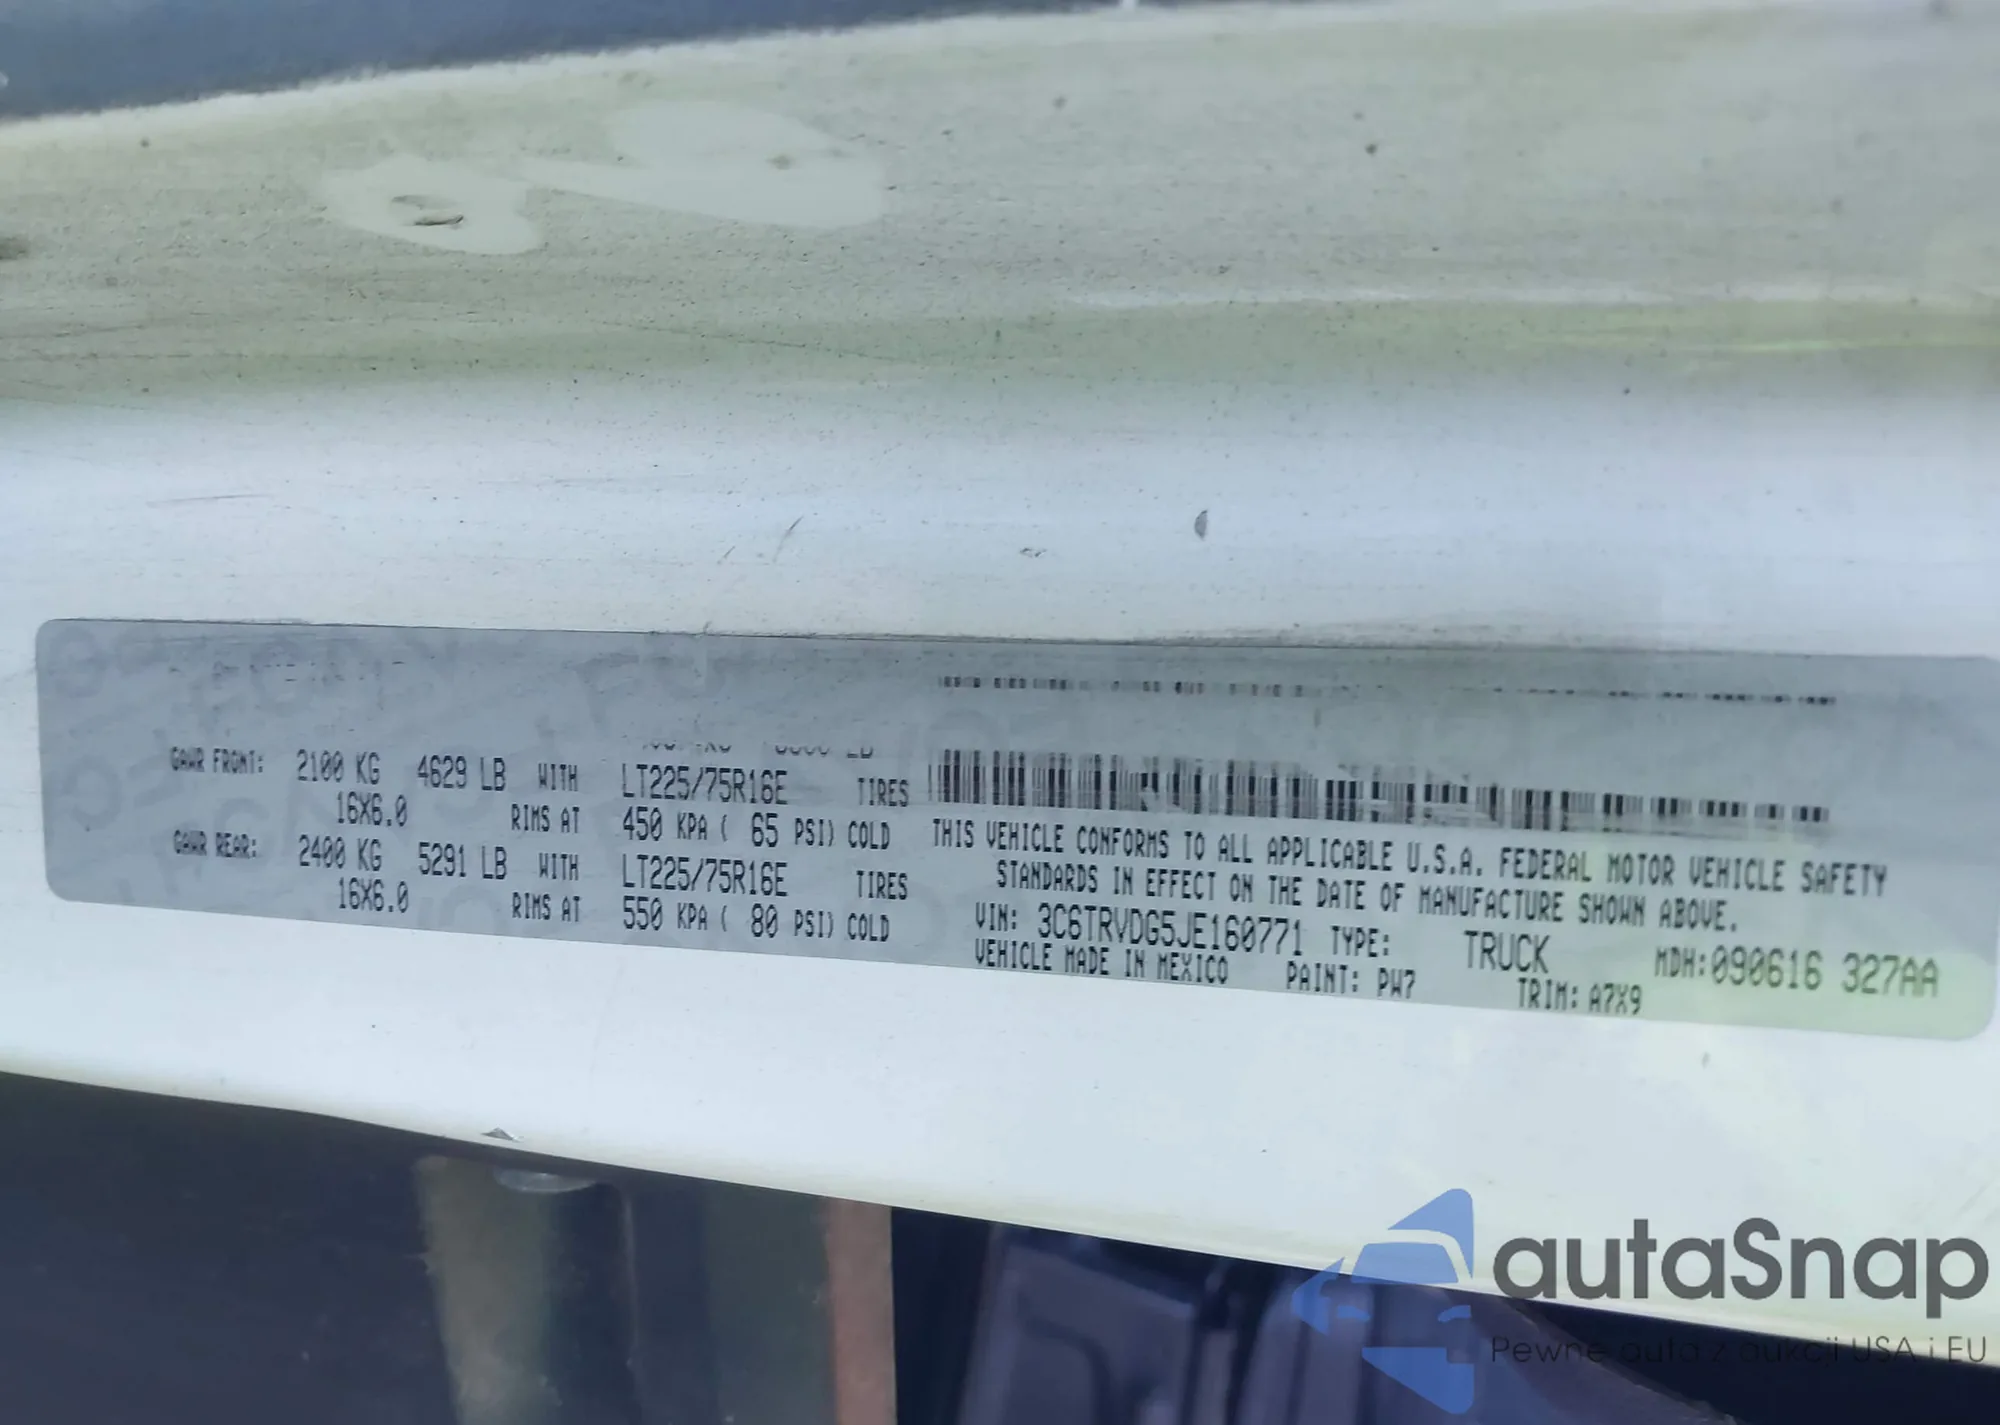 GAWR FRONT: 2100 KG 4629 LB WITH LT225/75R16E TIRES
16X6.0 RIMS AT 450 KPA ( 65 PSI) COLD
GAWR REAR: 2400 KG 5291 LB WITH LT225/75R16E TIRES
16X6.0 RIMS AT 550 KPA ( 80 PSI) COLD
THIS VEHICLE CONFORMS TO ALL APPLICABLE U.S.A. FEDERAL MOTOR VEHICLE SAFETY
STANDARDS IN EFFECT ON THE DATE OF MANUFACTURE SHOWN ABOVE.
VIN: 3C6TRVDG5JE160771 TYPE: TRUCK MDH:090616 327AA
VEHICLE MADE IN MEXICO PAINT: PW7 TRIM: A7X9
autaSnap
Pewne auta z aukcji USA i EU